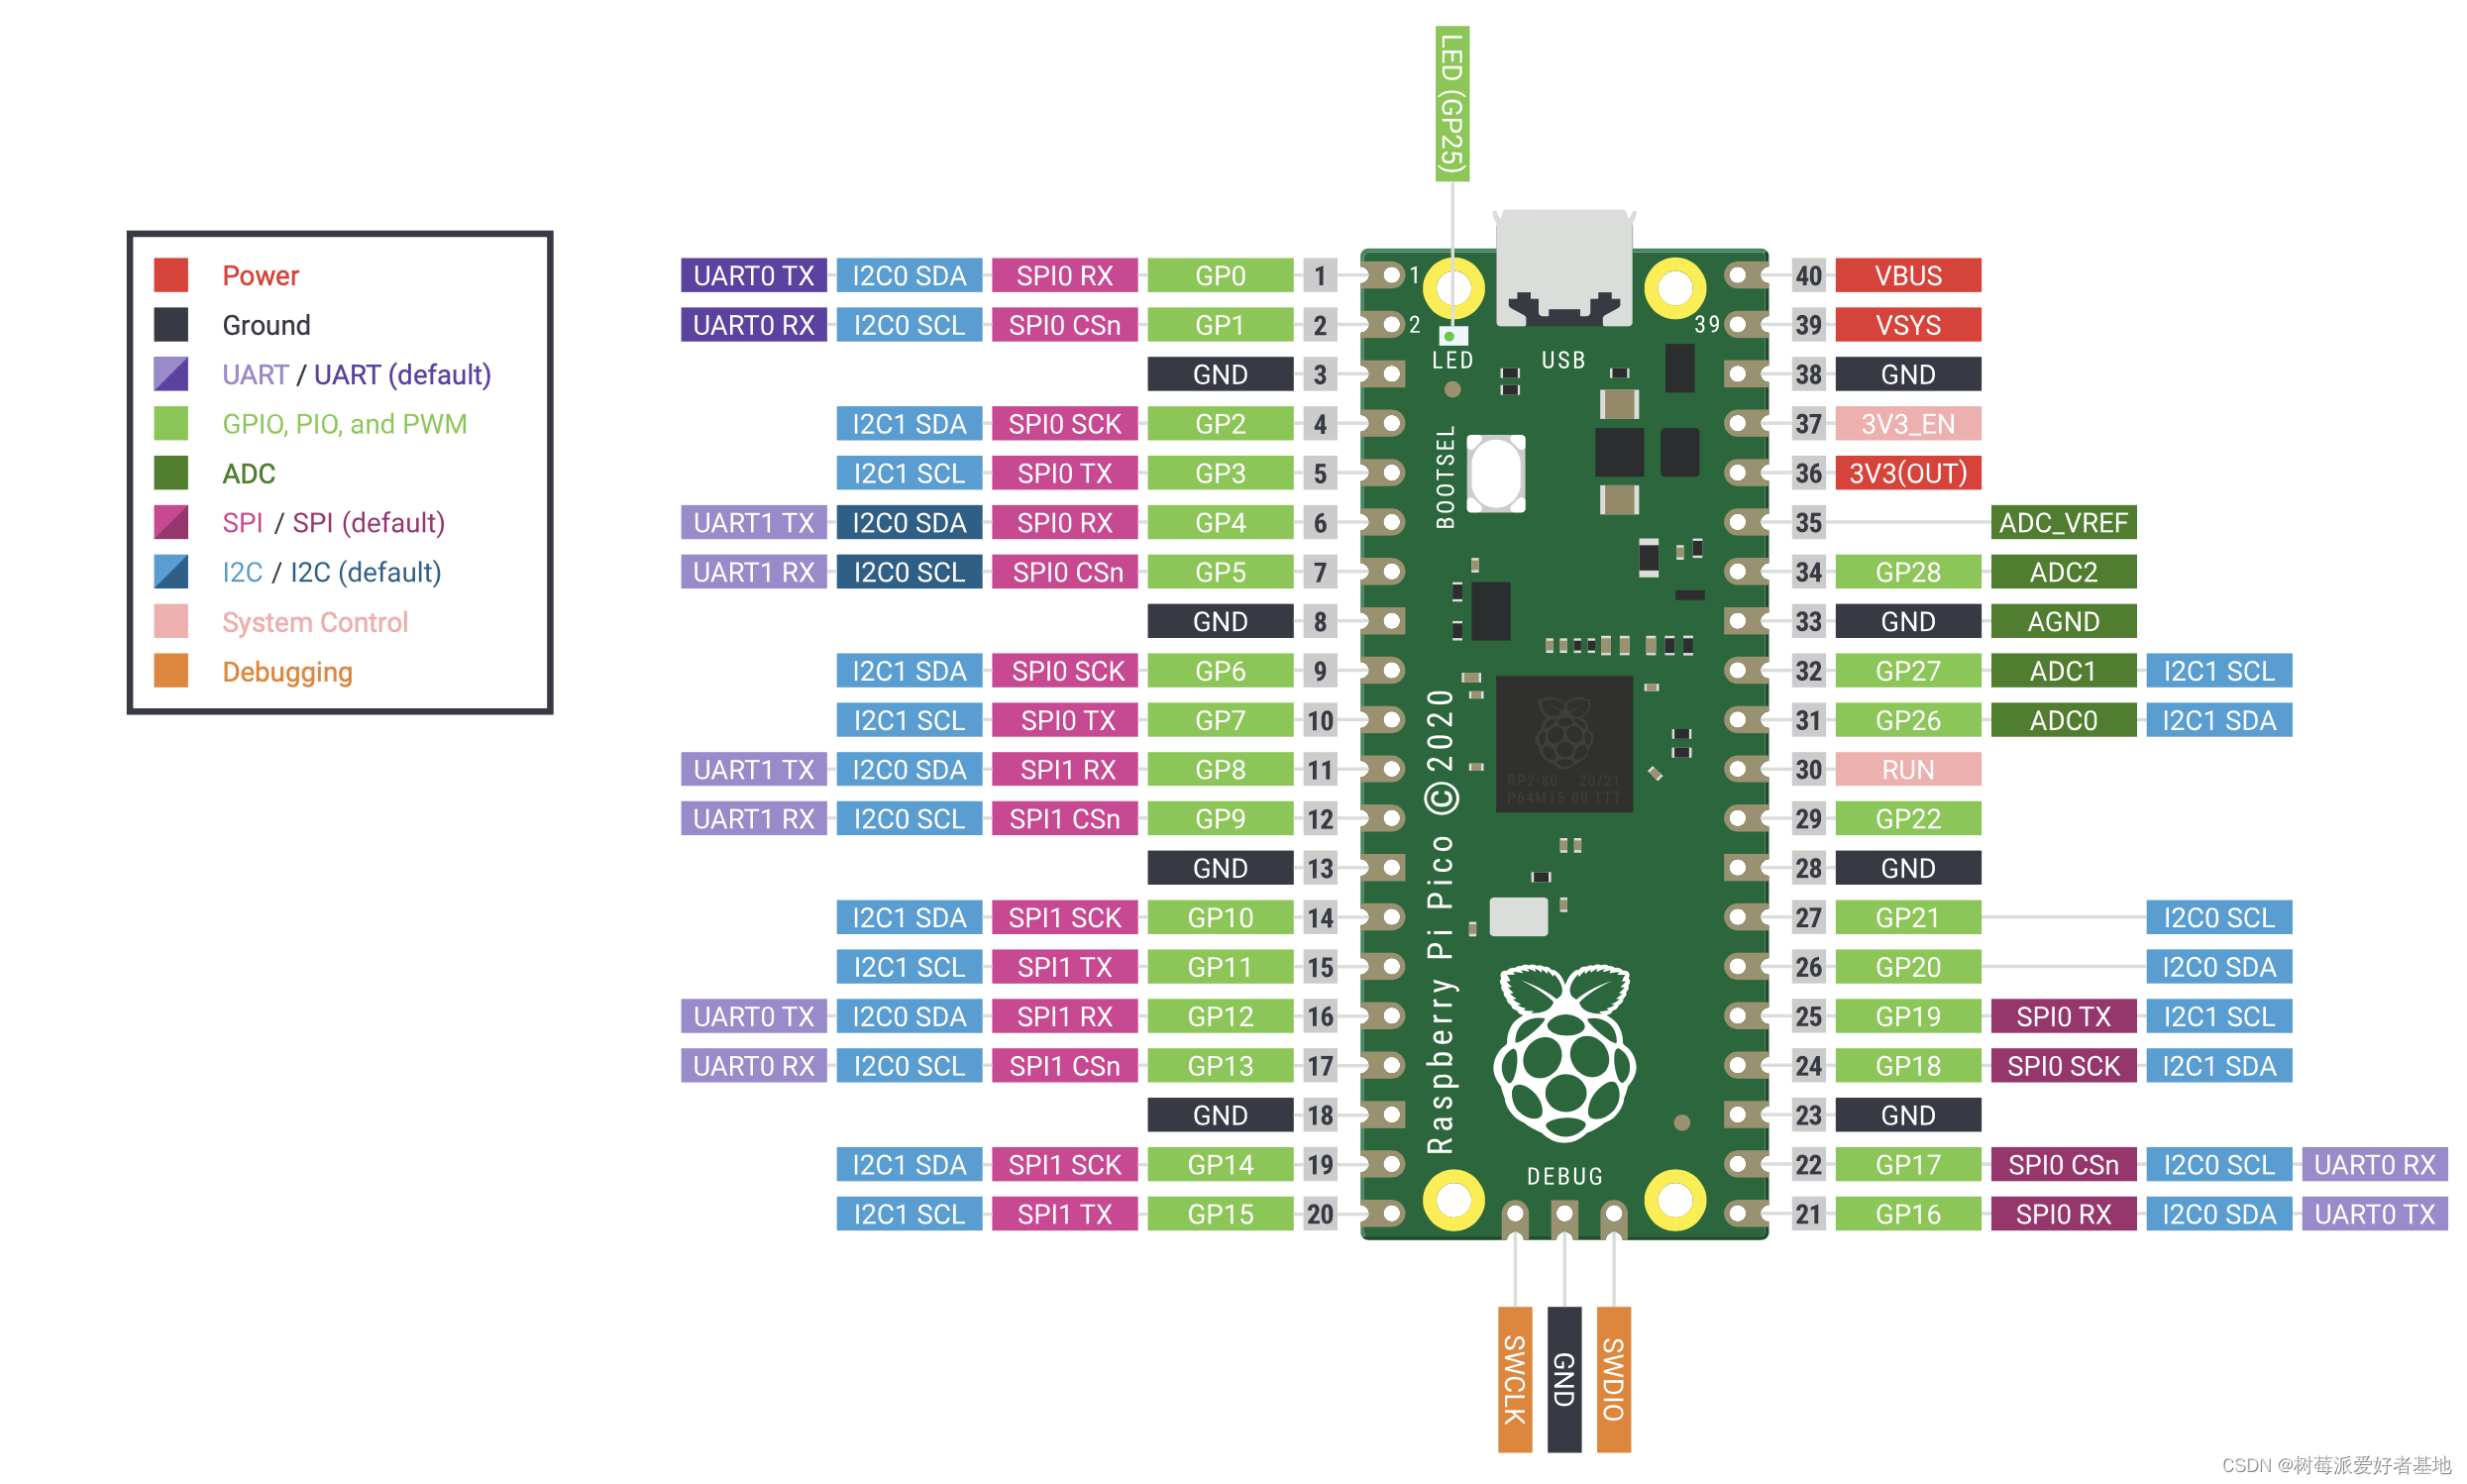 LED (GP25)
Power
Ground
UART / UART (default)
GPIO, PIO, and PWM
ADC
SPI / SPI (default)
I2C / I2C (default)
System Control
Debugging
UART0 TX I2C0 SDA SPI0 RX GP0 1 1 40 VBUS
UART0 RX I2C0 SCL SPI0 CSn GP1 2 2 39 39 VSYS
LED USB
GND 3 38 GND
I2C1 SDA SPI0 SCK GP2 4 37 3V3_EN
I2C1 SCL SPI0 TX GP3 5 36 3V3(OUT)
BOOTSEL
UART1 TX I2C0 SDA SPI0 RX GP4 6 35 ADC_VREF
UART1 RX I2C0 SCL SPI0 CSn GP5 7 34 GP28 ADC2
GND 8 33 GND AGND
I2C1 SDA SPI0 SCK GP6 9 32 GP27 ADC1 I2C1 SCL
I2C1 SCL SPI0 TX GP7 10 31 GP26 ADC0 I2C1 SDA
UART1 TX I2C0 SDA SPI1 RX GP8 11 30 RUN
RP2-80 20/21
P64M15.00 TTT
UART1 RX I2C0 SCL SPI1 CSn GP9 12 29 GP22
GND 13 28 GND
Raspberry Pi Pico ©2020
I2C1 SDA SPI1 SCK GP10 14 27 GP21 I2C0 SCL
I2C1 SCL SPI1 TX GP11 15 26 GP20 I2C0 SDA
UART0 TX I2C0 SDA SPI1 RX GP12 16 25 GP19 SPI0 TX I2C1 SCL
UART0 RX I2C0 SCL SPI1 CSn GP13 17 24 GP18 SPI0 SCK I2C1 SDA
GND 18 23 GND
I2C1 SDA SPI1 SCK GP14 19 22 GP17 SPI0 CSn I2C0 SCL UART0 RX
DEBUG
I2C1 SCL SPI1 TX GP15 20 21 GP16 SPI0 RX I2C0 SDA UART0 TX
SWCLK
GND
SWDIO
CSDN @树莓派爱好者基地